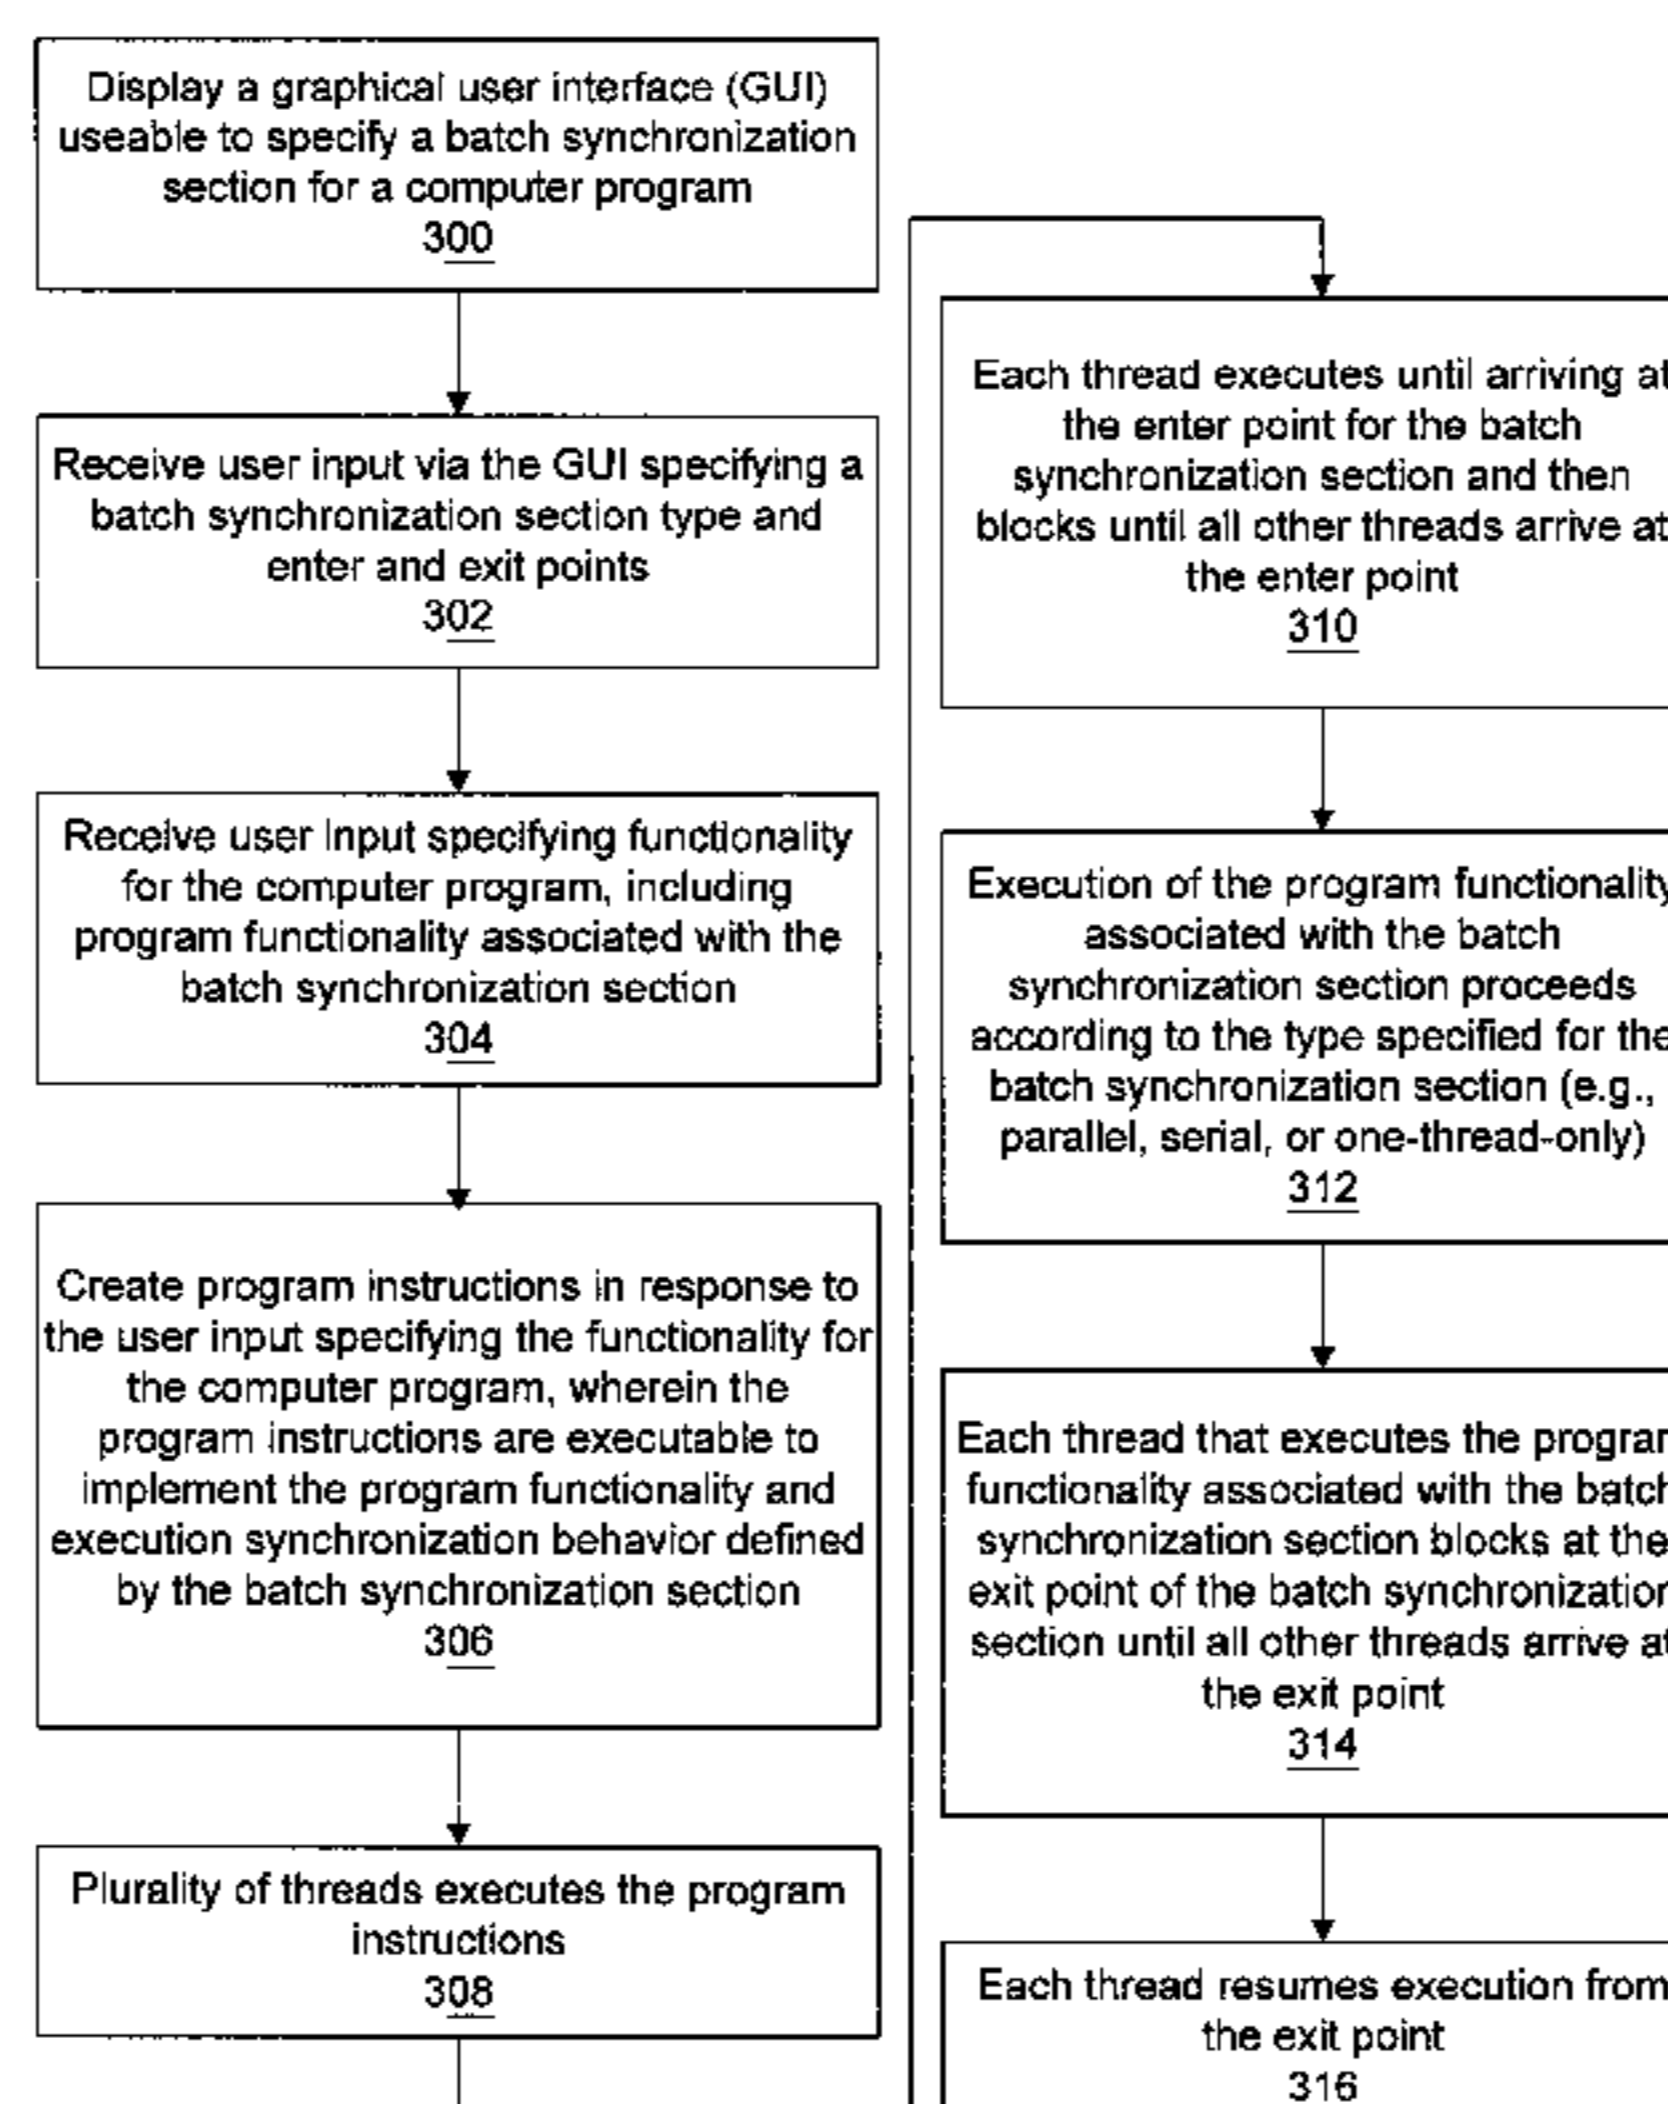 Display a graphical user interface (GUI)
useable to specify a batch synchronization
section for a computer program
300
Receive user input via the GUI specifying a
batch synchronization section type and
enter and exit points
302
Receive user input specifying functionality
for the computer program, including
program functionality associated with the
batch synchronization section
304
Create program instructions in response to
the user input specifying the functionality for
the computer program, wherein the
program instructions are executable to
implement the program functionality and
execution synchronization behavior defined
by the batch synchronization section
306
Plurality of threads executes the program
instructions
308
Each thread executes until arriving at
the enter point for the batch
synchronization section and then
blocks until all other threads arrive at
the enter point
310
Execution of the program functionality
associated with the batch
synchronization section proceeds
according to the type specified for the
batch synchronization section (e.g.,
parallel, serial, or one-thread-only)
312
Each thread that executes the program
functionality associated with the batch
synchronization section blocks at the
exit point of the batch synchronization
section until all other threads arrive at
the exit point
314
Each thread resumes execution from
the exit point
316